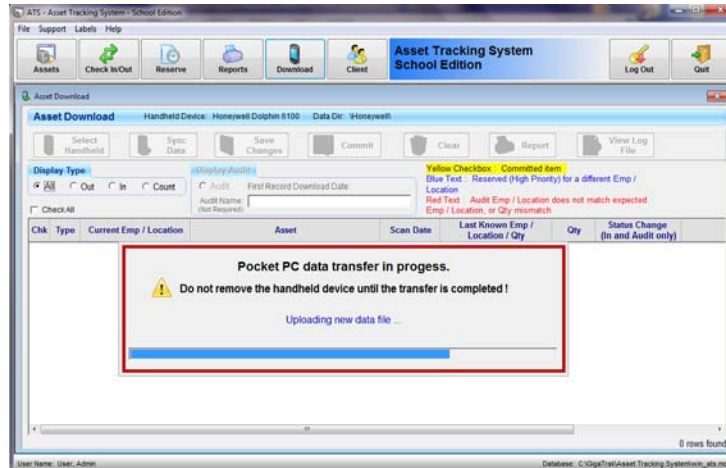 ATS - Asset Tracking System - School Edition
File Support Labels Help
Assets Check In/Out Reserve Reports Download Client Asset Tracking System School Edition Log Out Quit
Asset Download
Asset Download Handheld Device: Honeywell Dolphin 6100 Data Dir: \Honeywell\
Select Handheld Sync Data Save Changes Commit Clear Report View Log File
Display Type Display Audit Yellow Checkbox : Committed item
Blue Text : Reserved (High Priority) for a different Emp /
Location
All Out In Count Audit First Record Download Date:
Red Text : Audit Emp / Location does not match expected
Emp / Location, or Qty mismatch
Check All Audit Name:
(Not Required)
Chk Type Current Emp / Location Asset Scan Date Last Known Emp / Location / Qty Qty Status Change (In and Audit only)
Pocket PC data transfer in progess.
Do not remove the handheld device until the transfer is completed !
Uploading new data file ...
0 rows found
User Name: User, Admin Database: C:\GigaTrak\Asset Tracking System\win_ats.m